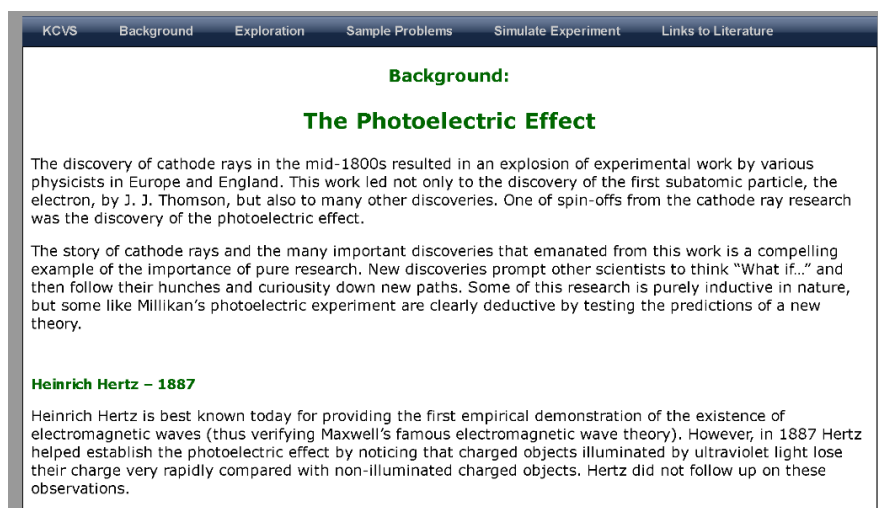 KCVS Background Exploration Sample Problems Simulate Experiment Links to Literature
Background:
The Photoelectric Effect
The discovery of cathode rays in the mid-1800s resulted in an explosion of experimental work by various
physicists in Europe and England. This work led not only to the discovery of the first subatomic particle, the
electron, by J. J. Thomson, but also to many other discoveries. One of spin-offs from the cathode ray research
was the discovery of the photoelectric effect.
The story of cathode rays and the many important discoveries that emanated from this work is a compelling
example of the importance of pure research. New discoveries prompt other scientists to think “What if…” and
then follow their hunches and curiousity down new paths. Some of this research is purely inductive in nature,
but some like Millikan’s photoelectric experiment are clearly deductive by testing the predictions of a new
theory.
Heinrich Hertz – 1887
Heinrich Hertz is best known today for providing the first empirical demonstration of the existence of
electromagnetic waves (thus verifying Maxwell’s famous electromagnetic wave theory). However, in 1887 Hertz
helped establish the photoelectric effect by noticing that charged objects illuminated by ultraviolet light lose
their charge very rapidly compared with non-illuminated charged objects. Hertz did not follow up on these
observations.